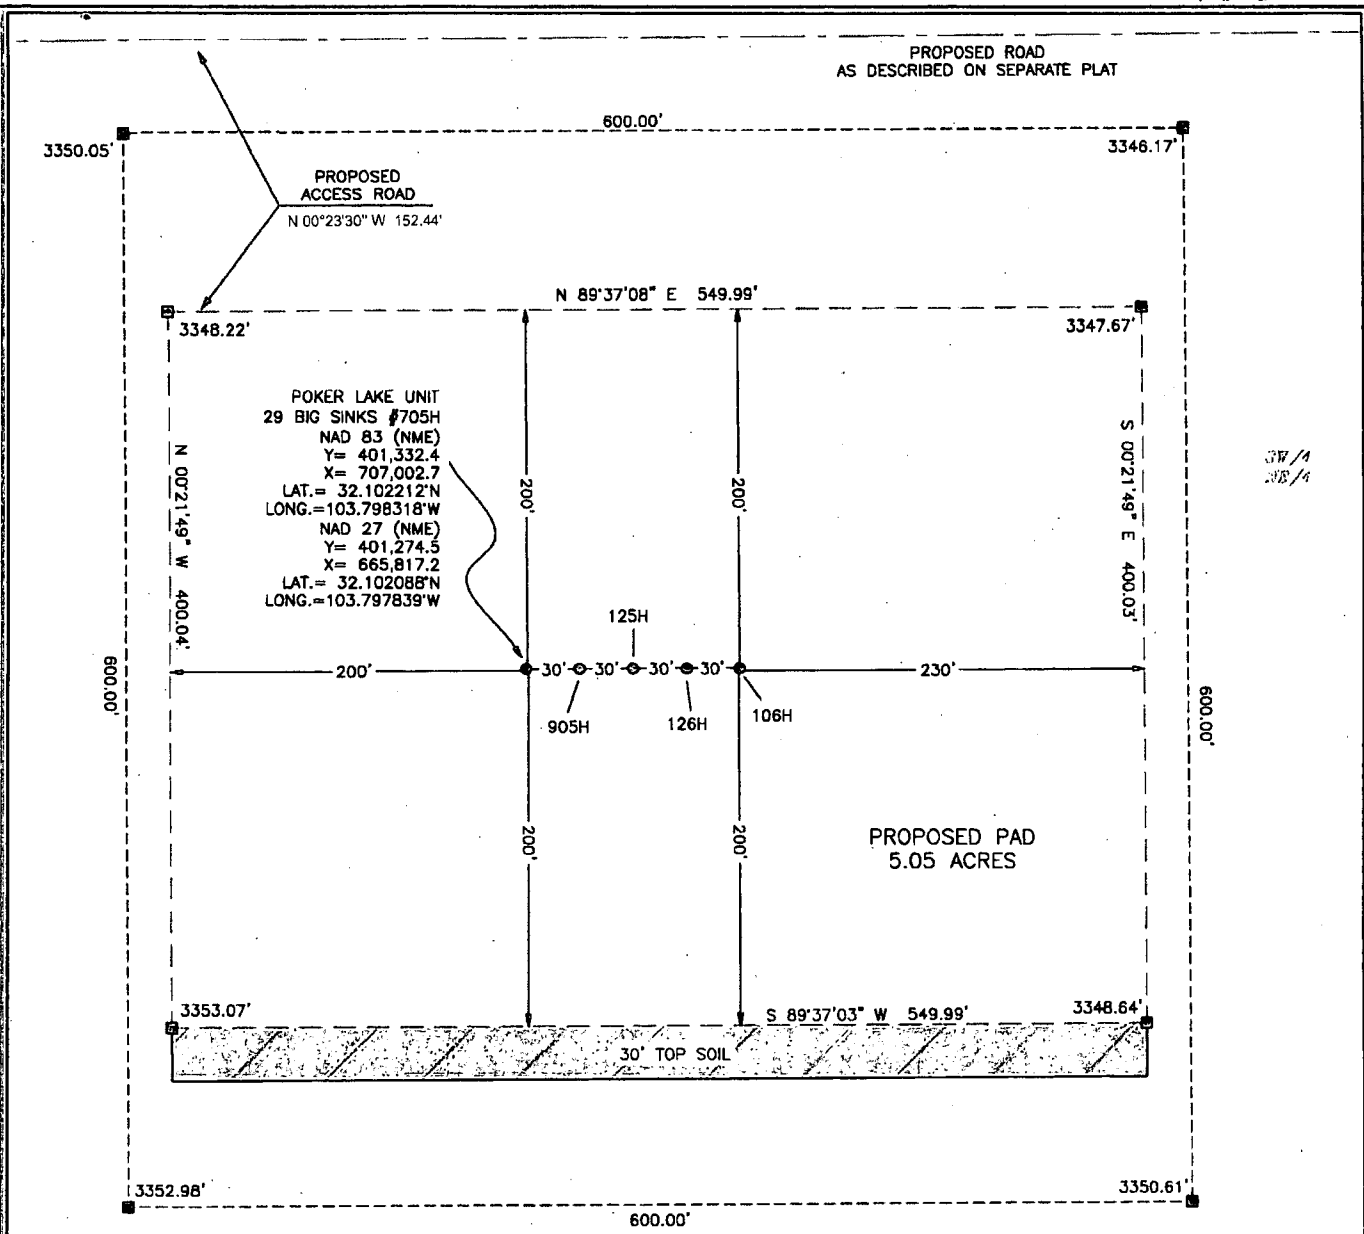 PROPOSED ROAD
AS DESCRIBED ON SEPARATE PLAT
600.00'
3350.05'
3346.17'
PROPOSED
ACCESS ROAD
N 00°23'30" W 152.44'
N 89°37'08" E 549.99'
3348.22'
3347.67'
POKER LAKE UNIT
29 BIG SINKS #705H
NAD 83 (NME)
Y= 401,332.4
X= 707,002.7
LAT.= 32.102212°N
LONG.=103.798318°W
NAD 27 (NME)
Y= 401,274.5
X= 665,817.2
LAT.= 32.102088°N
LONG.=103.797839°W
N 00°21'49" W 400.04'
200'
200'
S 00°21'49" E 400.03'
SW/4
NE/4
125H
600.00'
200'
30'
30'
30'
30'
230'
905H
126H
106H
600.00'
200'
200'
PROPOSED PAD
5.05 ACRES
3353.07'
S 89°37'03" W 549.99'
3348.64'
30' TOP SOIL
3352.98'
3350.61'
600.00'